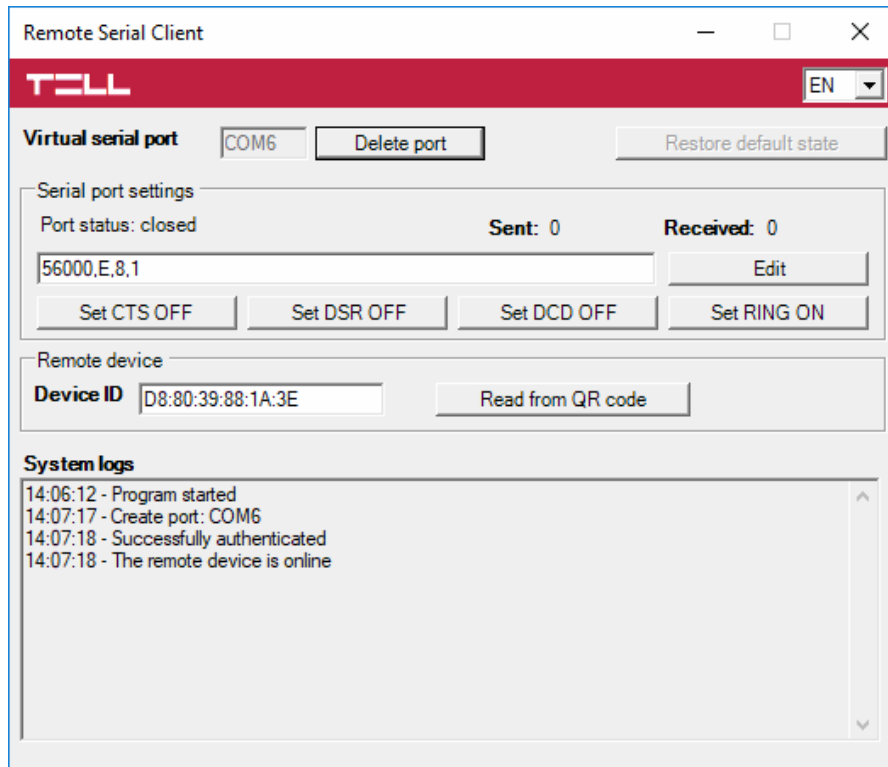 Remote Serial Client
TELL EN
Virtual serial port COM6 Delete port Restore default state
Serial port settings
Port status: closed Sent: 0 Received: 0
56000,E,8,1 Edit
Set CTS OFF Set DSR OFF Set DCD OFF Set RING ON
Remote device
Device ID D8:80:39:88:1A:3E Read from QR code
System logs
14:06:12 - Program started
14:07:17 - Create port: COM6
14:07:18 - Successfully authenticated
14:07:18 - The remote device is online